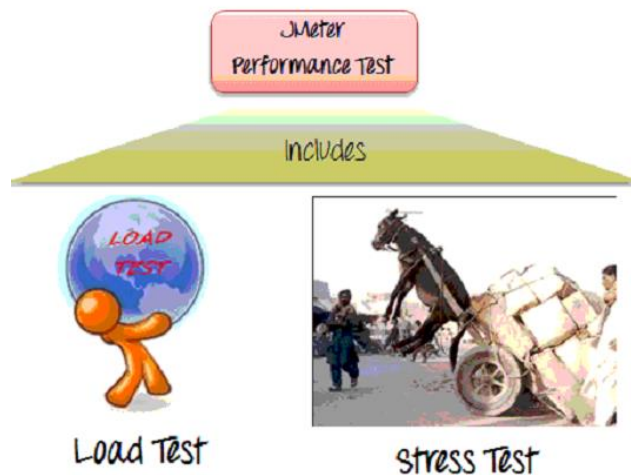 JMeter
Performance Test
Includes
LOAD
TEST
Load Test
Stress Test